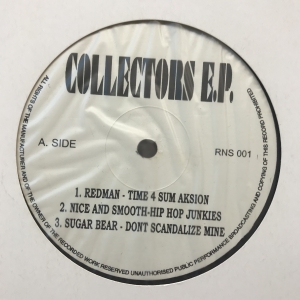 COLLECTORS E.P.
A. SIDE
RNS 001
1. REDMAN - TIME 4 SUM AKSION
2. NICE AND SMOOTH-HIP HOP JUNKIES
3. SUGAR BEAR - DONT SCANDALIZE MINE
ALL RIGHTS OF THE MANUFACTURER AND OF THE OWNER OF THE RECORDED WORK RESERVED UNAUTHORISED PUBLIC PERFORMANCE BROADCASTING AND COPYING OF THIS RECORD PROHIBITED